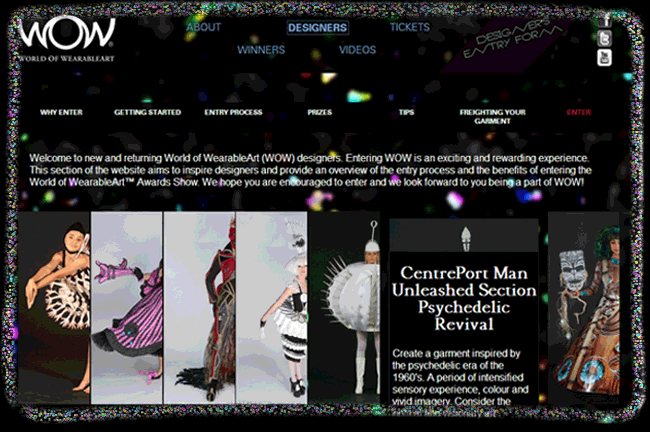 WOW
WORLD OF WEARABLEART
ABOUT
DESIGNERS
TICKETS
WINNERS
VIDEOS
DESIGNERS
ENTRY FORM
f
t
You
WHY ENTER
GETTING STARTED
ENTRY PROCESS
PRIZES
TIPS
FREIGHTING YOUR
GARMENT
ENTER
Welcome to new and returning World of WearableArt (WOW) designers. Entering WOW is an exciting and rewarding experience.
This section of the website aims to inspire designers and provide an overview of the entry process and the benefits of entering the
World of WearableArt™ Awards Show. We hope you are encouraged to enter and we look forward to you being a part of WOW!
CentrePort Man
Unleashed Section
Psychedelic
Revival
Create a garment inspired by
the psychedelic era of the
1960's. A period of intensified
sensory experience, colour and
vivid imagery. Consider the